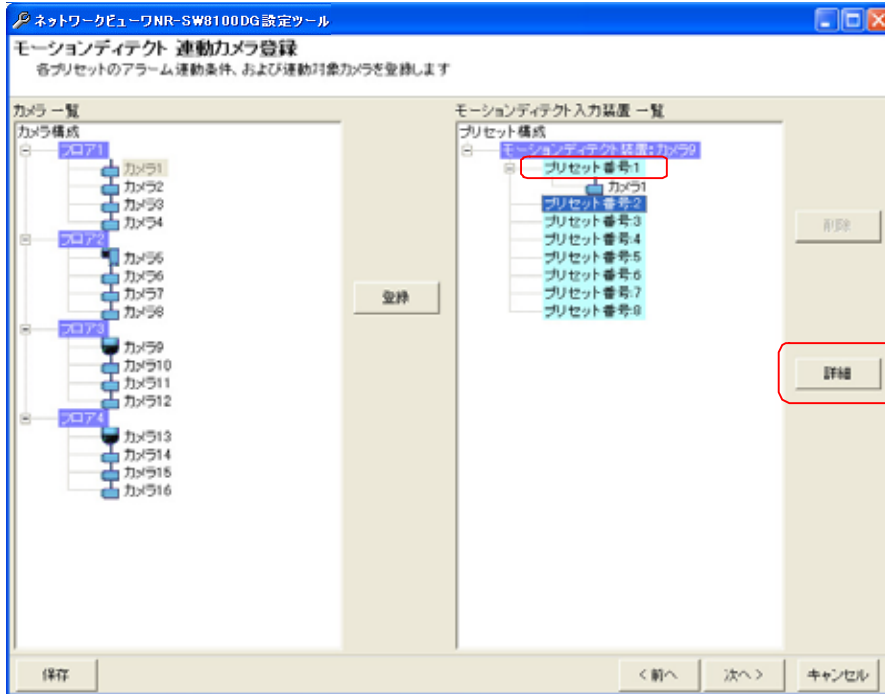 ネットワークビューワNR-SW8100DG設定ツール
モーションディテクト 連動カメラ登録
各プリセットのアラーム連動条件、および連動対象カメラを登録します
カメラ一覧
カメラ構成
フロア1
カメラ1
カメラ2
カメラ3
カメラ4
フロア2
カメラ5
カメラ6
カメラ7
カメラ8
フロア3
カメラ9
カメラ10
カメラ11
カメラ12
フロア4
カメラ13
カメラ14
カメラ15
カメラ16
登録
モーションディテクト入力装置一覧
プリセット構成
モーションディテクト装置:カメラ9
プリセット番号:1
カメラ1
プリセット番号:2
プリセット番号:3
プリセット番号:4
プリセット番号:5
プリセット番号:6
プリセット番号:7
プリセット番号:8
削除
詳細
保存
<前へ
次へ>
キャンセル